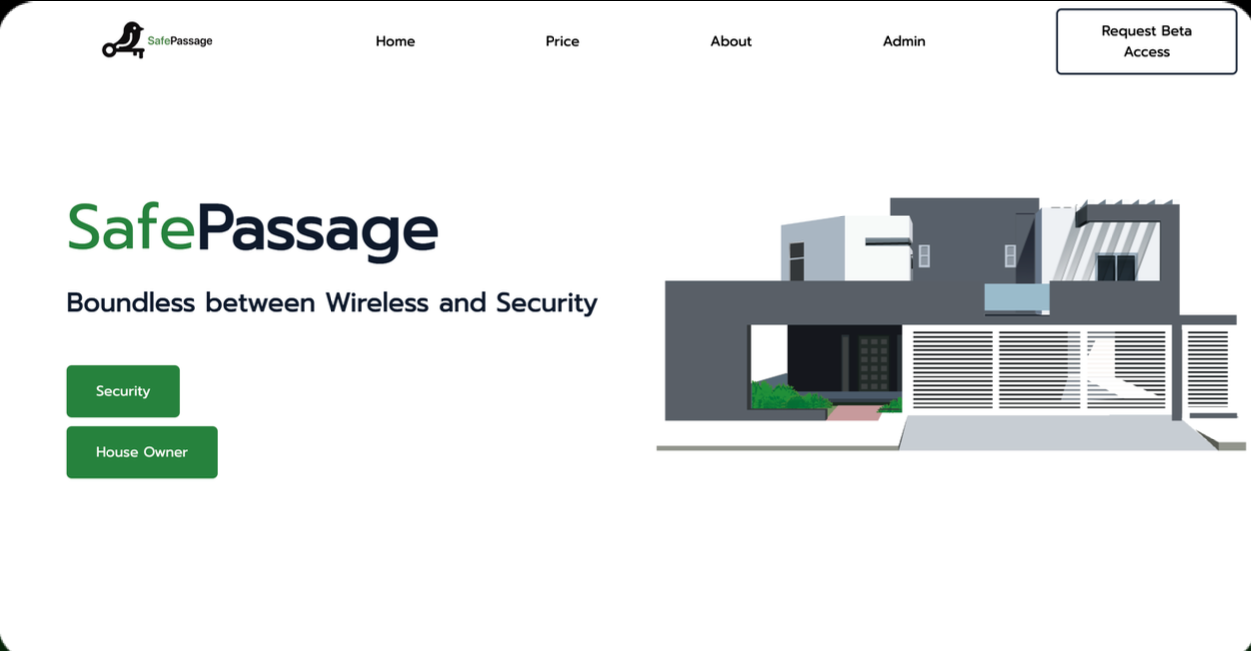 SafePassage
Home
Price
About
Admin
Request Beta
Access
SafePassage
Boundless between Wireless and Security
Security
House Owner